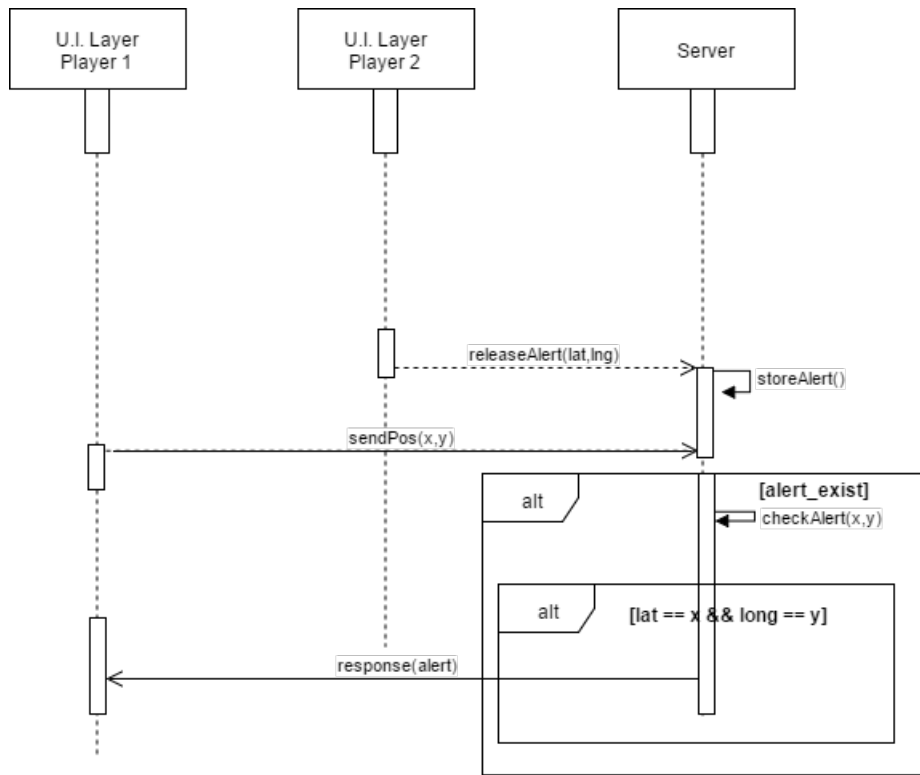 U.I. Layer
Player 1
U.I. Layer
Player 2
Server
releaseAlert(lat,lng)
storeAlert()
sendPos(x,y)
alt
[alert_exist]
checkAlert(x,y)
alt
[lat == x && long == y]
response(alert)